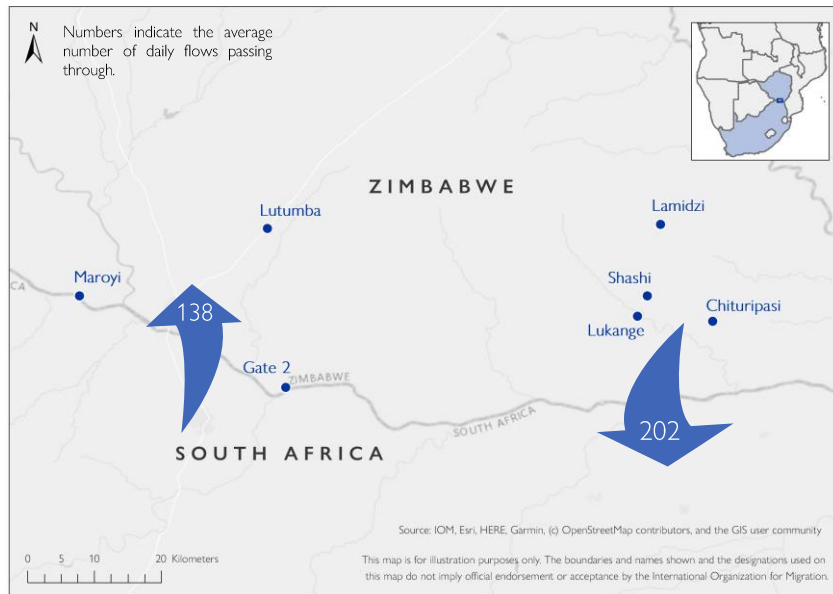 N
Numbers indicate the average
number of daily flows passing
through.
ZIMBABWE
Lutumba
Lamidzi
Maroyi
Shashi
CA
138
Chituripasi
Lukange
Gate 2
ZIMBABWE
SOUTH AFRICA
202
SOUTH AFRICA
Source: IOM, Esri, HERE, Garmin, (c) OpenStreetMap contributors, and the GIS user community
0 5 10 20 Kilometers
This map is for illustration purposes only. The boundaries and names shown and the designations used on
this map do not imply official endorsement or acceptance by the International Organization for Migration.